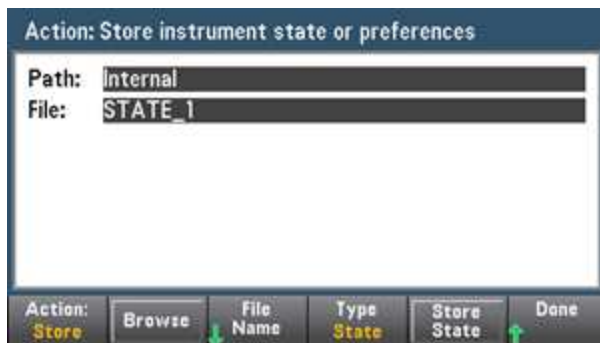 Action: Store instrument state or preferences
Path: Internal
File: STATE_1
Action: Store
Browse
File Name
Type State
Store State
Done